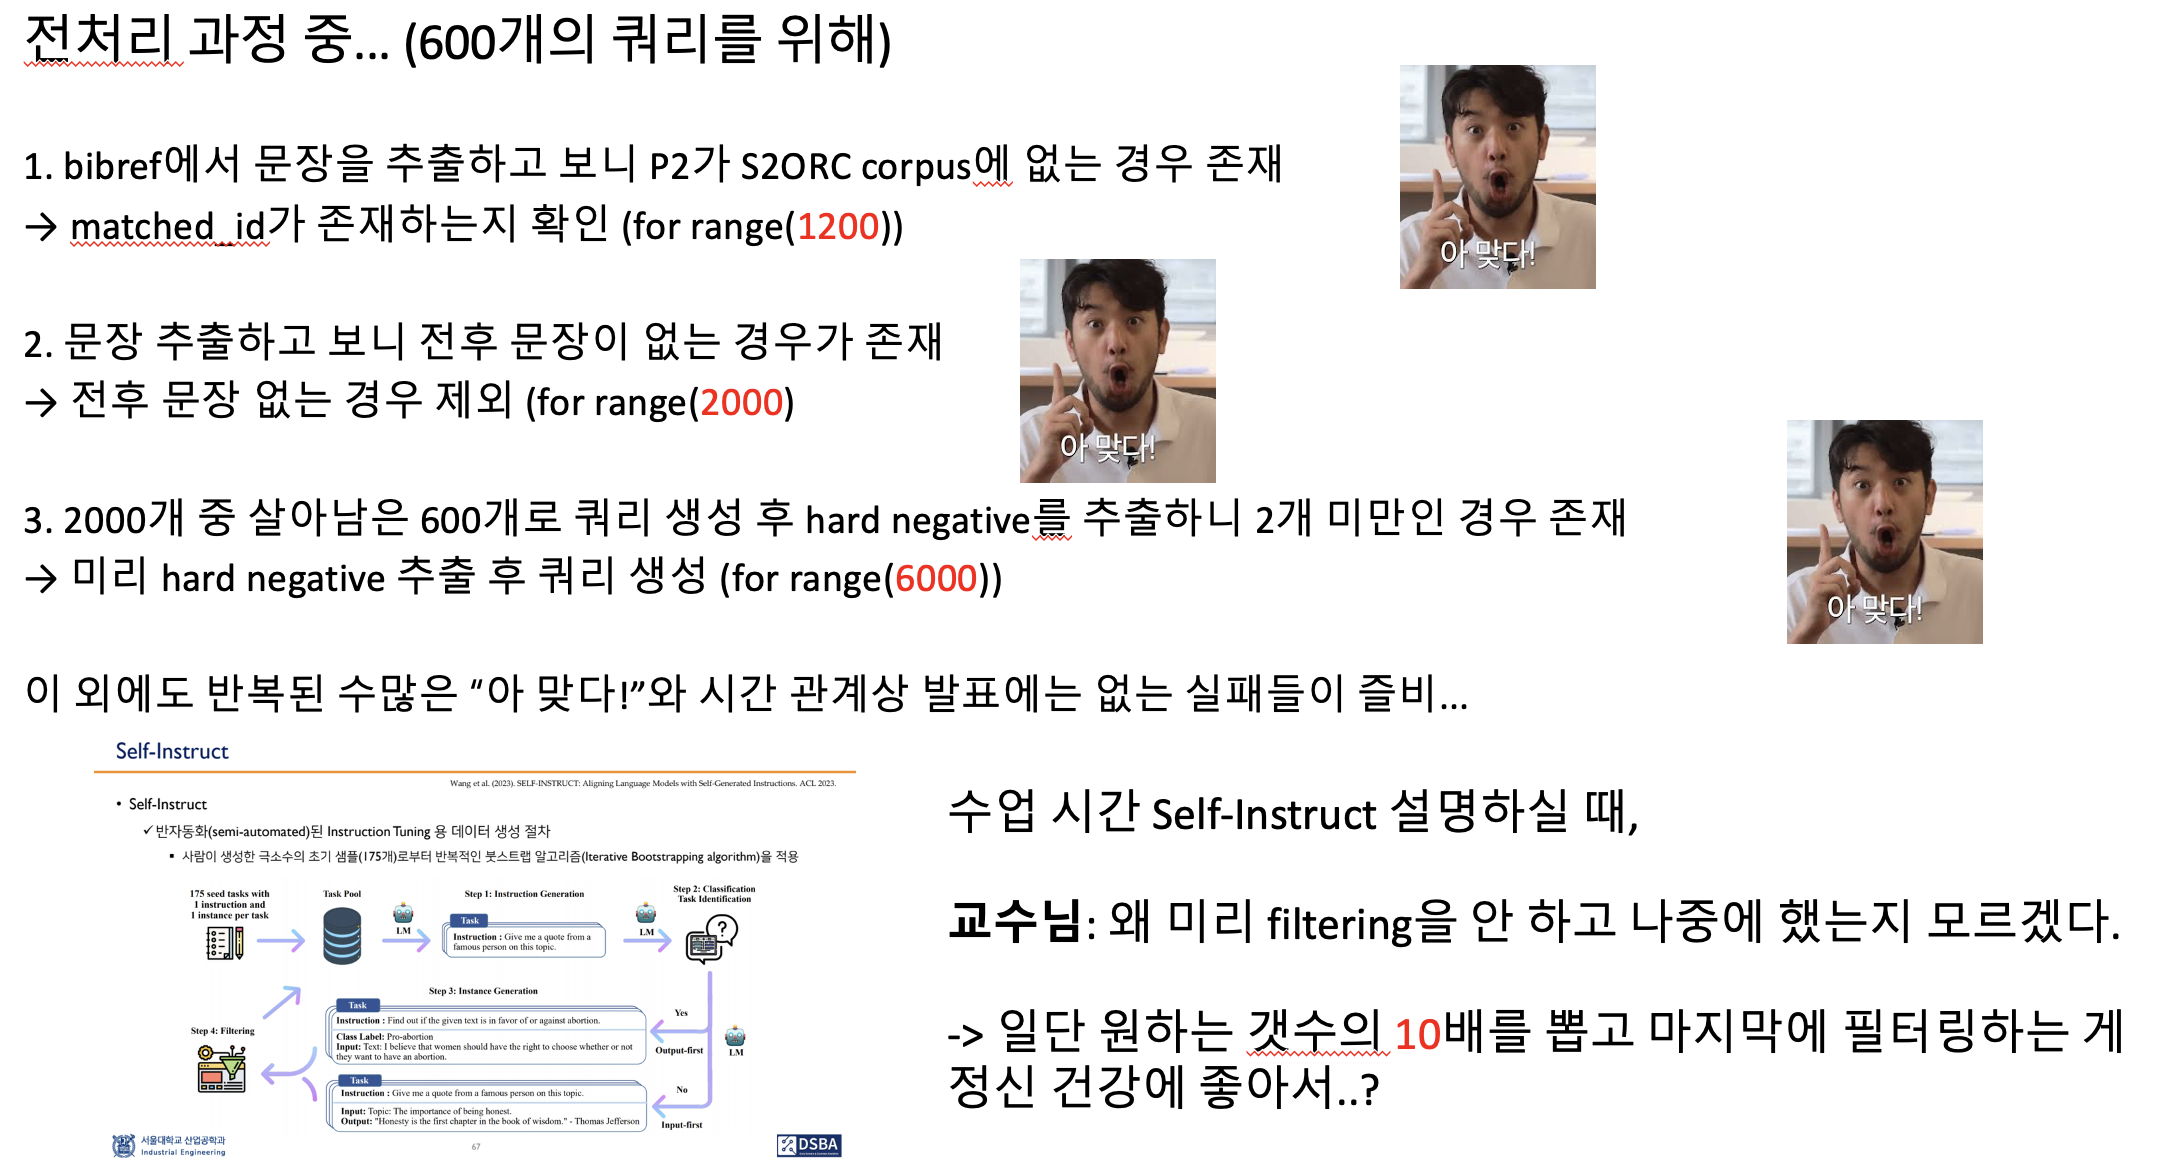 전처리 과정 중... (600개의 쿼리를 위해)
1. bibref에서 문장을 추출하고 보니 P2가 S2ORC corpus에 없는 경우 존재
→ matched_id가 존재하는지 확인 (for range(1200))
아 맞다!
2. 문장 추출하고 보니 전후 문장이 없는 경우가 존재
→ 전후 문장 없는 경우 제외 (for range(2000)
아 맞다!
3. 2000개 중 살아남은 600개로 쿼리 생성 후 hard negative를 추출하니 2개 미만인 경우 존재
→ 미리 hard negative 추출 후 쿼리 생성 (for range(6000))
아 맞다!
이 외에도 반복된 수많은 “아 맞다!”와 시간 관계상 발표에는 없는 실패들이 즐비...
Self-Instruct
Wang et al. (2023). SELF-INSTRUCT: Aligning Language Models with Self-Generated Instructions. ACL 2023.
• Self-Instruct
✓반자동화(semi-automated)된 Instruction Tuning 용 데이터 생성 절차
▪ 사람이 생성한 극소수의 초기 샘플(175개)로부터 반복적인 붓스트랩 알고리즘(Iterative Bootstrapping algorithm)을 적용
175 seed tasks with
1 instruction and
1 instance per task
Task Pool
LM
Step 1: Instruction Generation
Task
Instruction : Give me a quote from a
famous person on this topic.
LM
Step 2: Classification
Task Identification
Step 3: Instance Generation
Task
Instruction : Find out if the given text is in favor of or against abortion.
Class Label: Pro-abortion
Input: Text: I believe that women should have the right to choose whether or not
they want to have an abortion.
Yes
Output-first
LM
Step 4: Filtering
Task
Instruction : Give me a quote from a famous person on this topic.
Input: Topic: The importance of being honest.
Output: "Honesty is the first chapter in the book of wisdom." - Thomas Jefferson
No
Input-first
서울대학교 산업공학과
Industrial Engineering
67
DSBA
수업 시간 Self-Instruct 설명하실 때,
교수님: 왜 미리 filtering을 안 하고 나중에 했는지 모르겠다.
-> 일단 원하는 갯수의 10배를 뽑고 마지막에 필터링하는 게
정신 건강에 좋아서..?